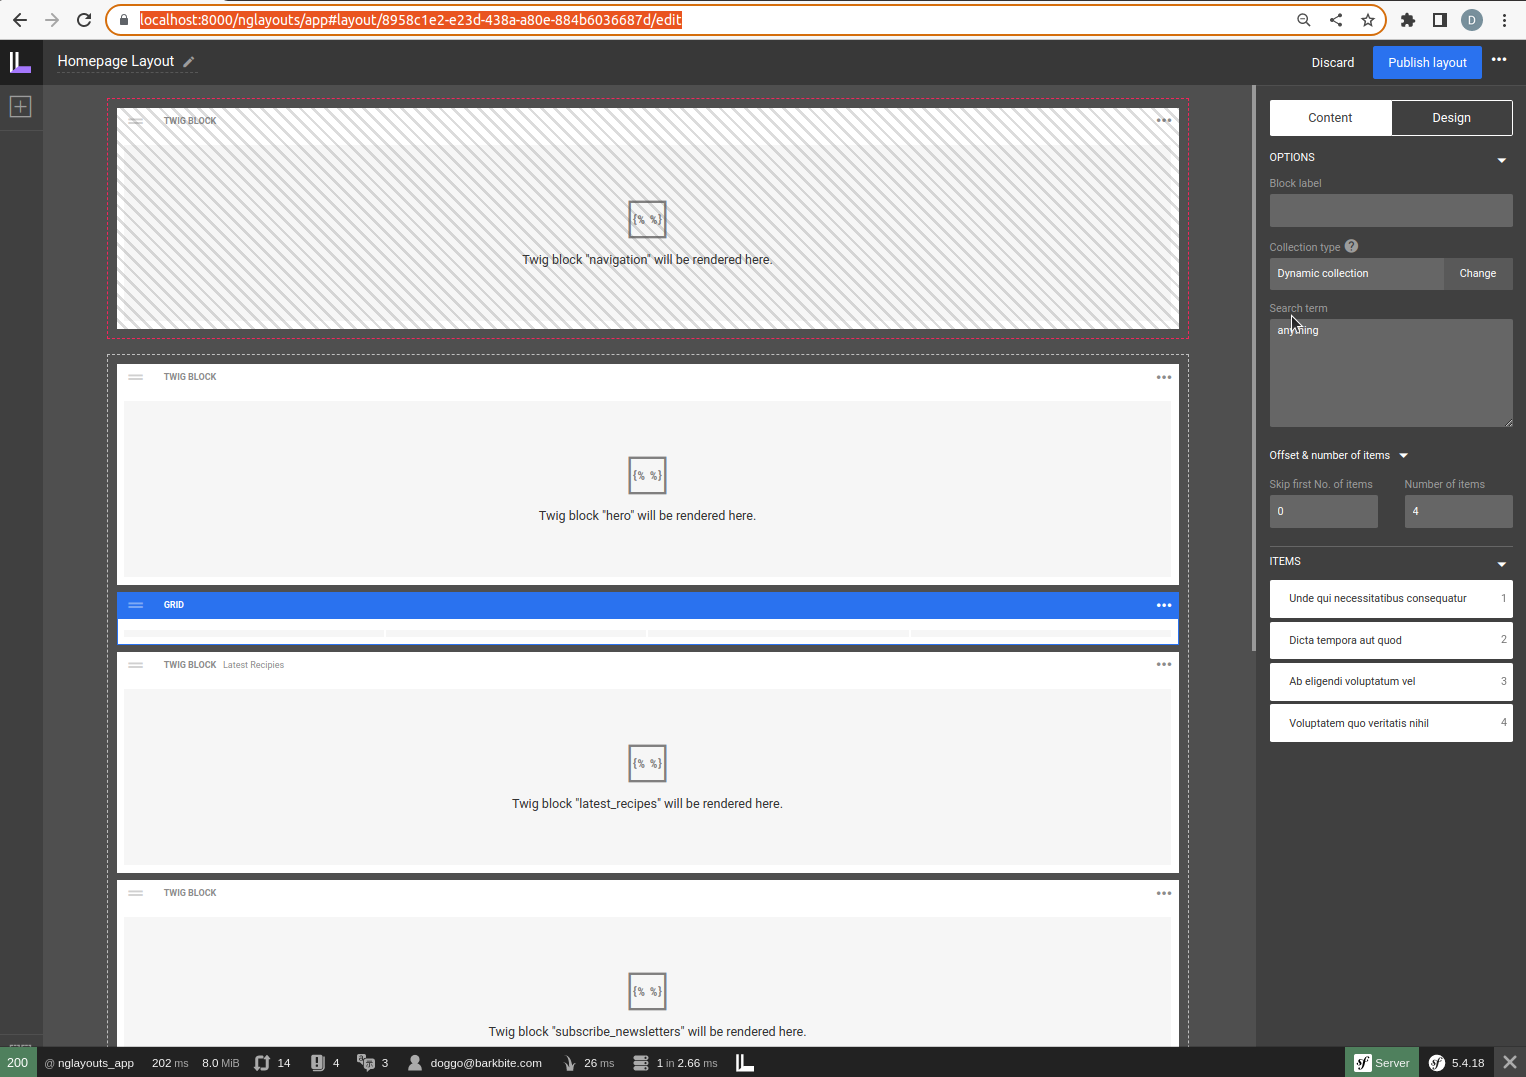 localhost:8000/nglayouts/app#layout/8958c1e2-e23d-438a-a80e-884b6036687d/edit
D
Homepage Layout
Discard
Publish layout
TWIG BLOCK
{% %}
Twig block "navigation" will be rendered here.
TWIG BLOCK
{% %}
Twig block "hero" will be rendered here.
GRID
TWIG BLOCK Latest Recipies
{% %}
Twig block "latest_recipes" will be rendered here.
TWIG BLOCK
{% %}
Twig block "subscribe_newsletters" will be rendered here.
Content
Design
OPTIONS
Block label
Collection type ?
Dynamic collection
Change
Search term
anything
Offset & number of items
Skip first No. of items
Number of items
0
4
ITEMS
Unde qui necessitatibus consequatur 1
Dicta tempora aut quod 2
Ab eligendi voluptatum vel 3
Voluptatem quo veritatis nihil 4
200 @ nglayouts_app 202 ms 8.0 MiB 14 4 3 doggo@barkbite.com 26 ms 1 in 2.66 ms sf Server sf 5.4.18